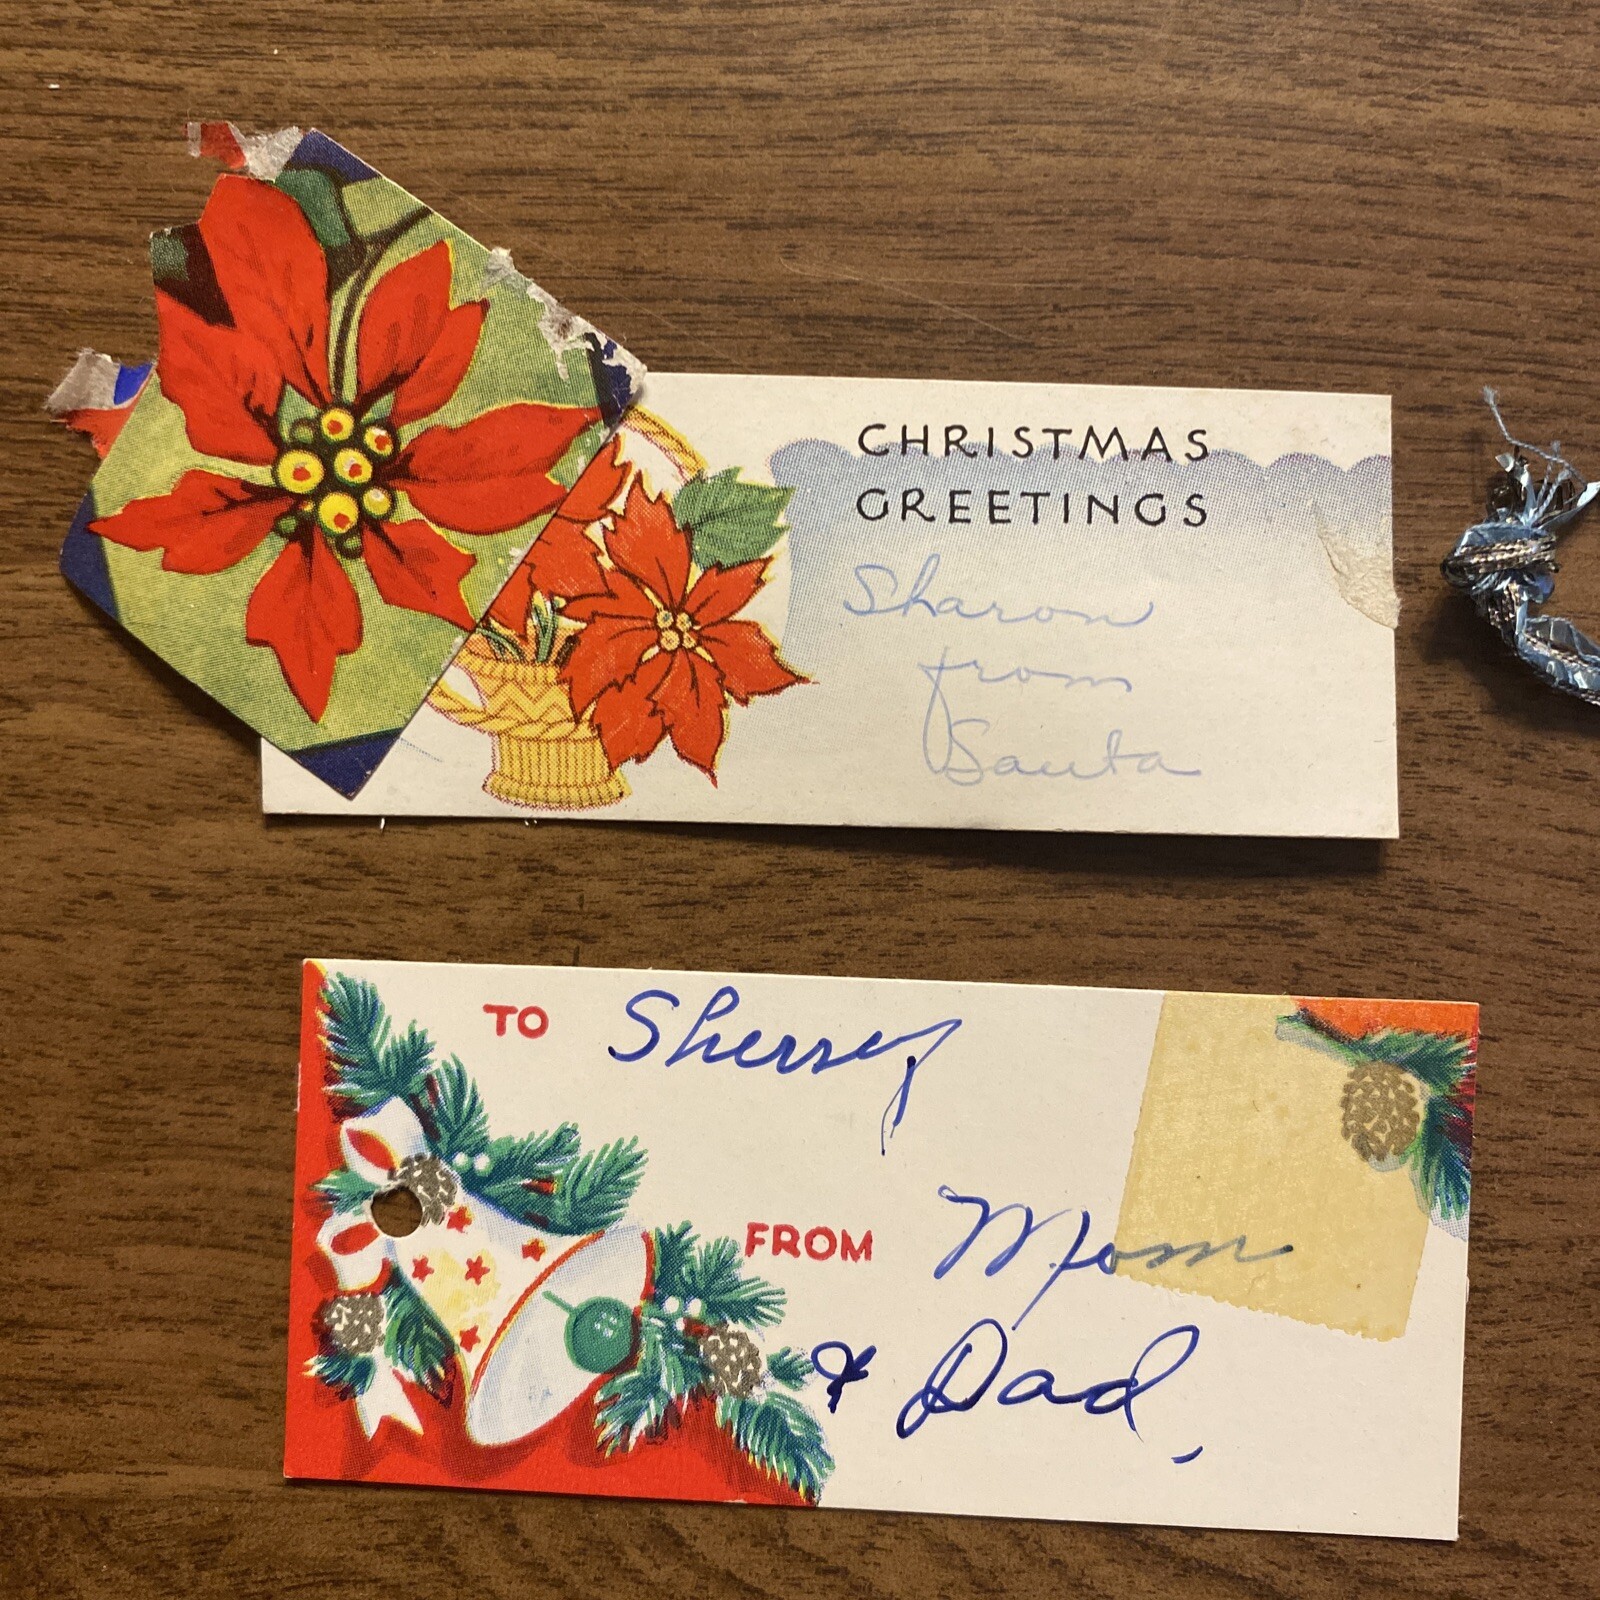 CHRISTMAS
GREETINGS
Sharon
from
Santa
TO Sherry
FROM Mom
& Dad,